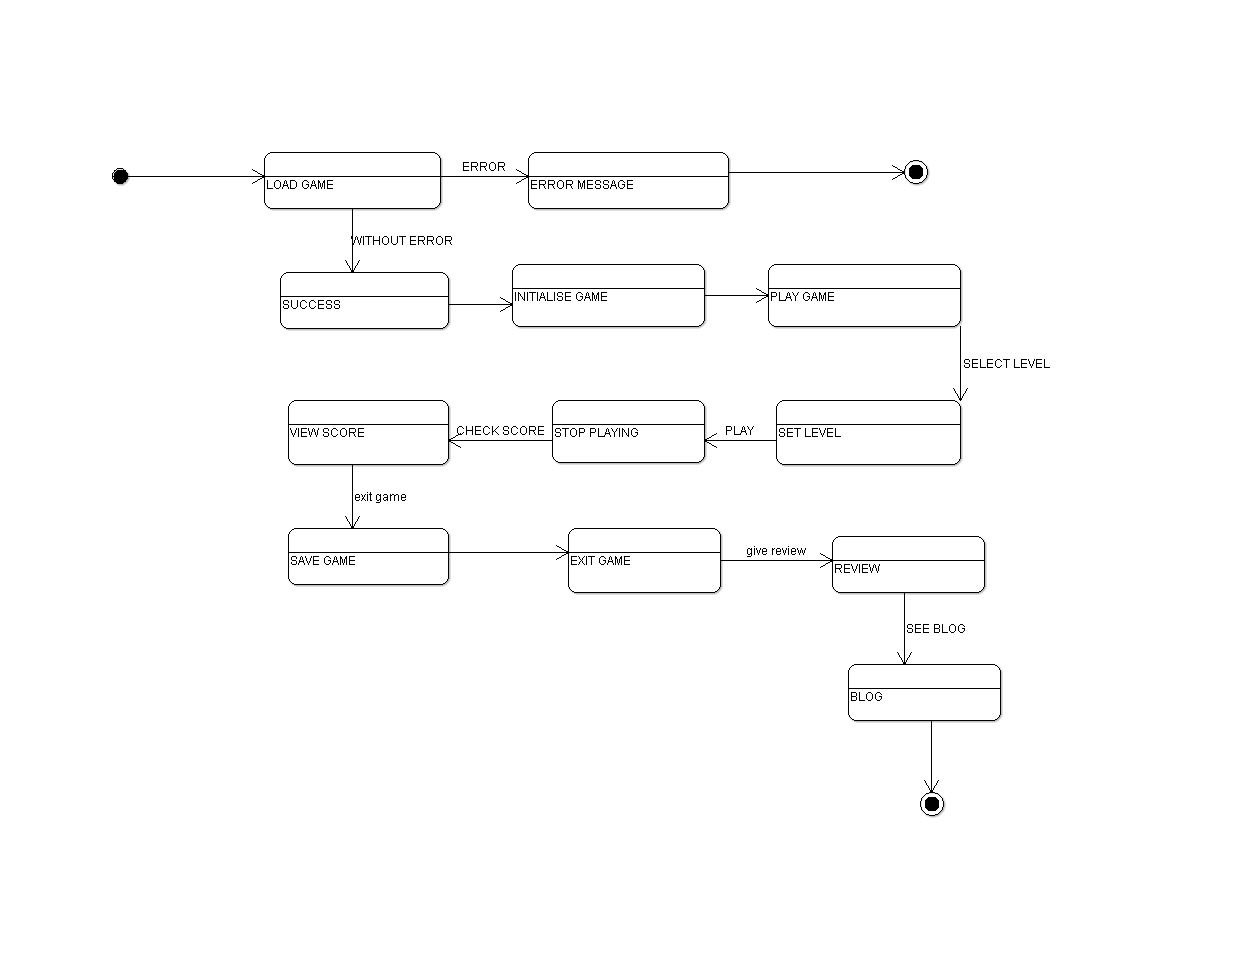 ERROR
LOAD GAME
ERROR MESSAGE
WITHOUT ERROR
SUCCESS
INITIALISE GAME
PLAY GAME
SELECT LEVEL
VIEW SCORE
CHECK SCORE
STOP PLAYING
PLAY
SET LEVEL
exit game
SAVE GAME
EXIT GAME
give review
REVIEW
SEE BLOG
BLOG